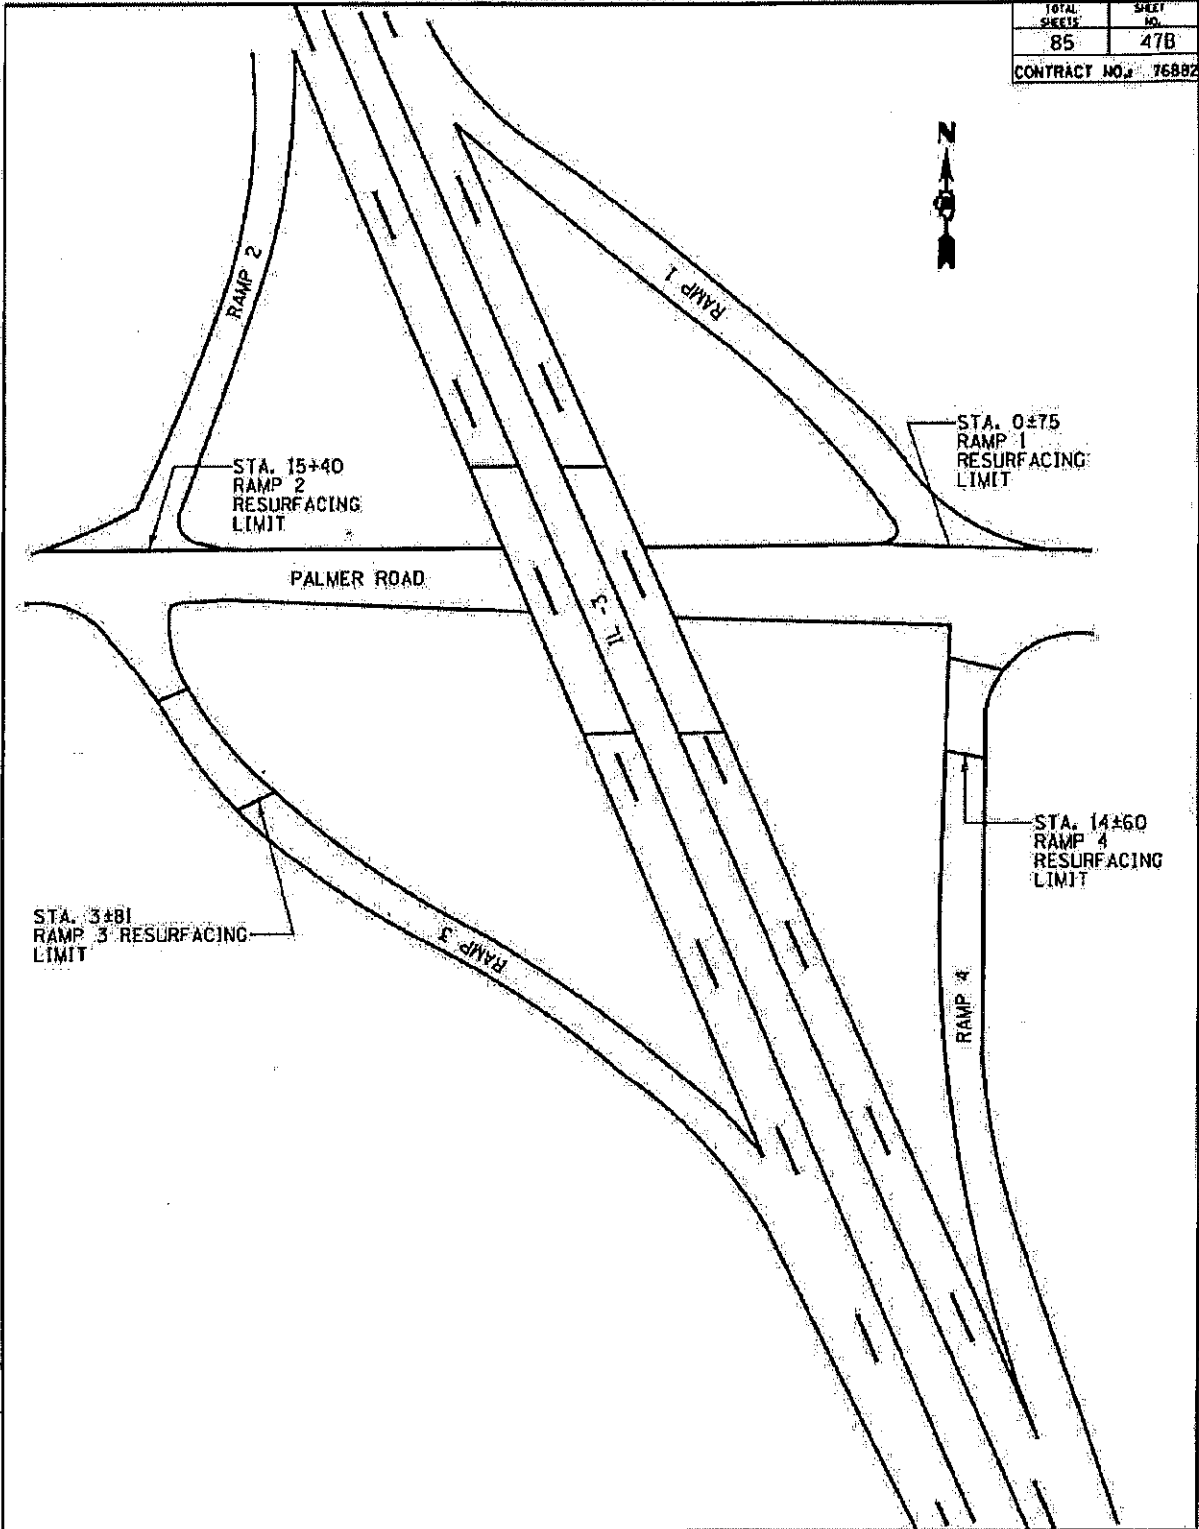 TOTAL SHEETS SHEET NO.
85 47B
CONTRACT NO.: 76882
N
RAMP 2
RAMP 1
STA. 0±75
RAMP 1
RESURFACING
LIMIT
STA. 15+40
RAMP 2
RESURFACING
LIMIT
PALMER ROAD
IL -3
STA. 14±60
RAMP 4
RESURFACING
LIMIT
STA. 3±81
RAMP 3 RESURFACING
LIMIT
RAMP 3
RAMP 4